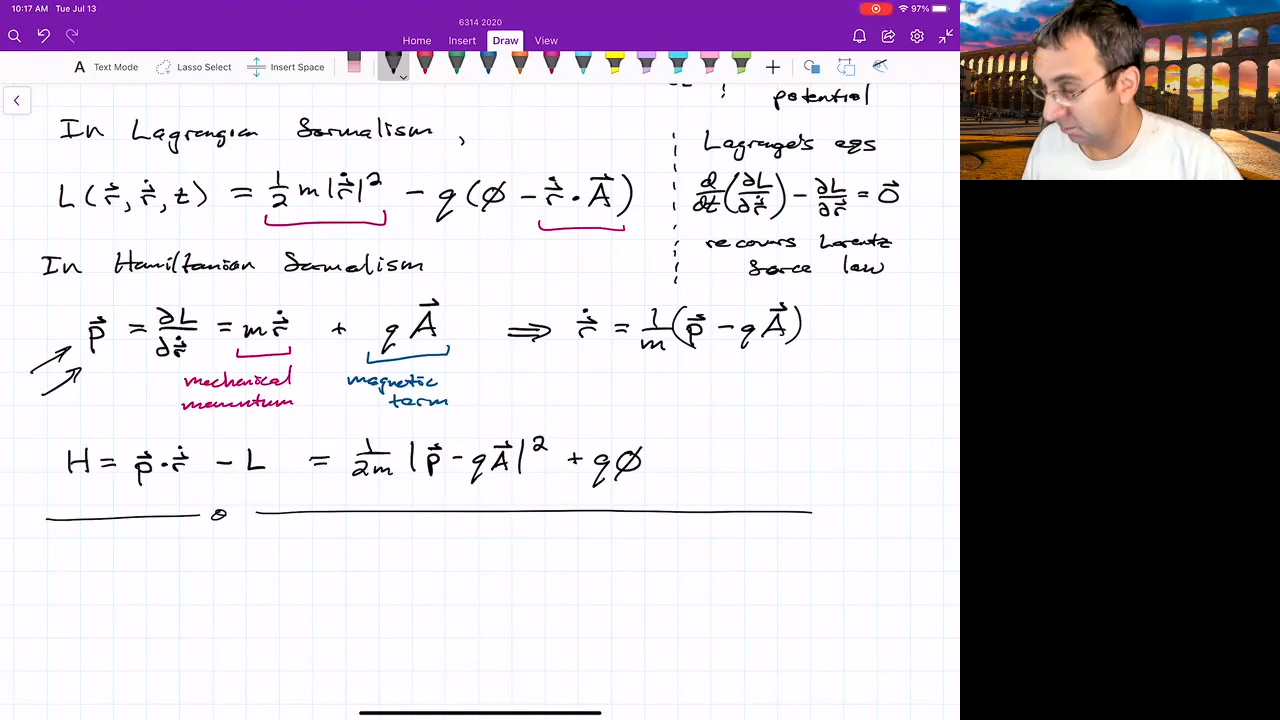 10:17 AM Tue Jul 13
97%
6314 2020
Home Insert Draw View
Text Mode Lasso Select Insert Space
potential
In Lagrangian formalism,
L(r⃗, ṙ⃗, t) = 1/2 m|ṙ⃗|² − q(φ − ṙ⃗·A⃗)
Lagrange's eqs
d/dt(∂L/∂ṙ⃗) − ∂L/∂r⃗ = 0⃗
recovers Lorentz
force law
In Hamiltonian formalism
p⃗ = ∂L/∂ṙ⃗ = mṙ⃗ + qA⃗ ⟹ ṙ⃗ = 1/m(p⃗ − qA⃗)
mechanical
momentum
magnetic
term
H = p⃗·ṙ⃗ − L = 1/2m |p⃗ − qA⃗|² + qφ